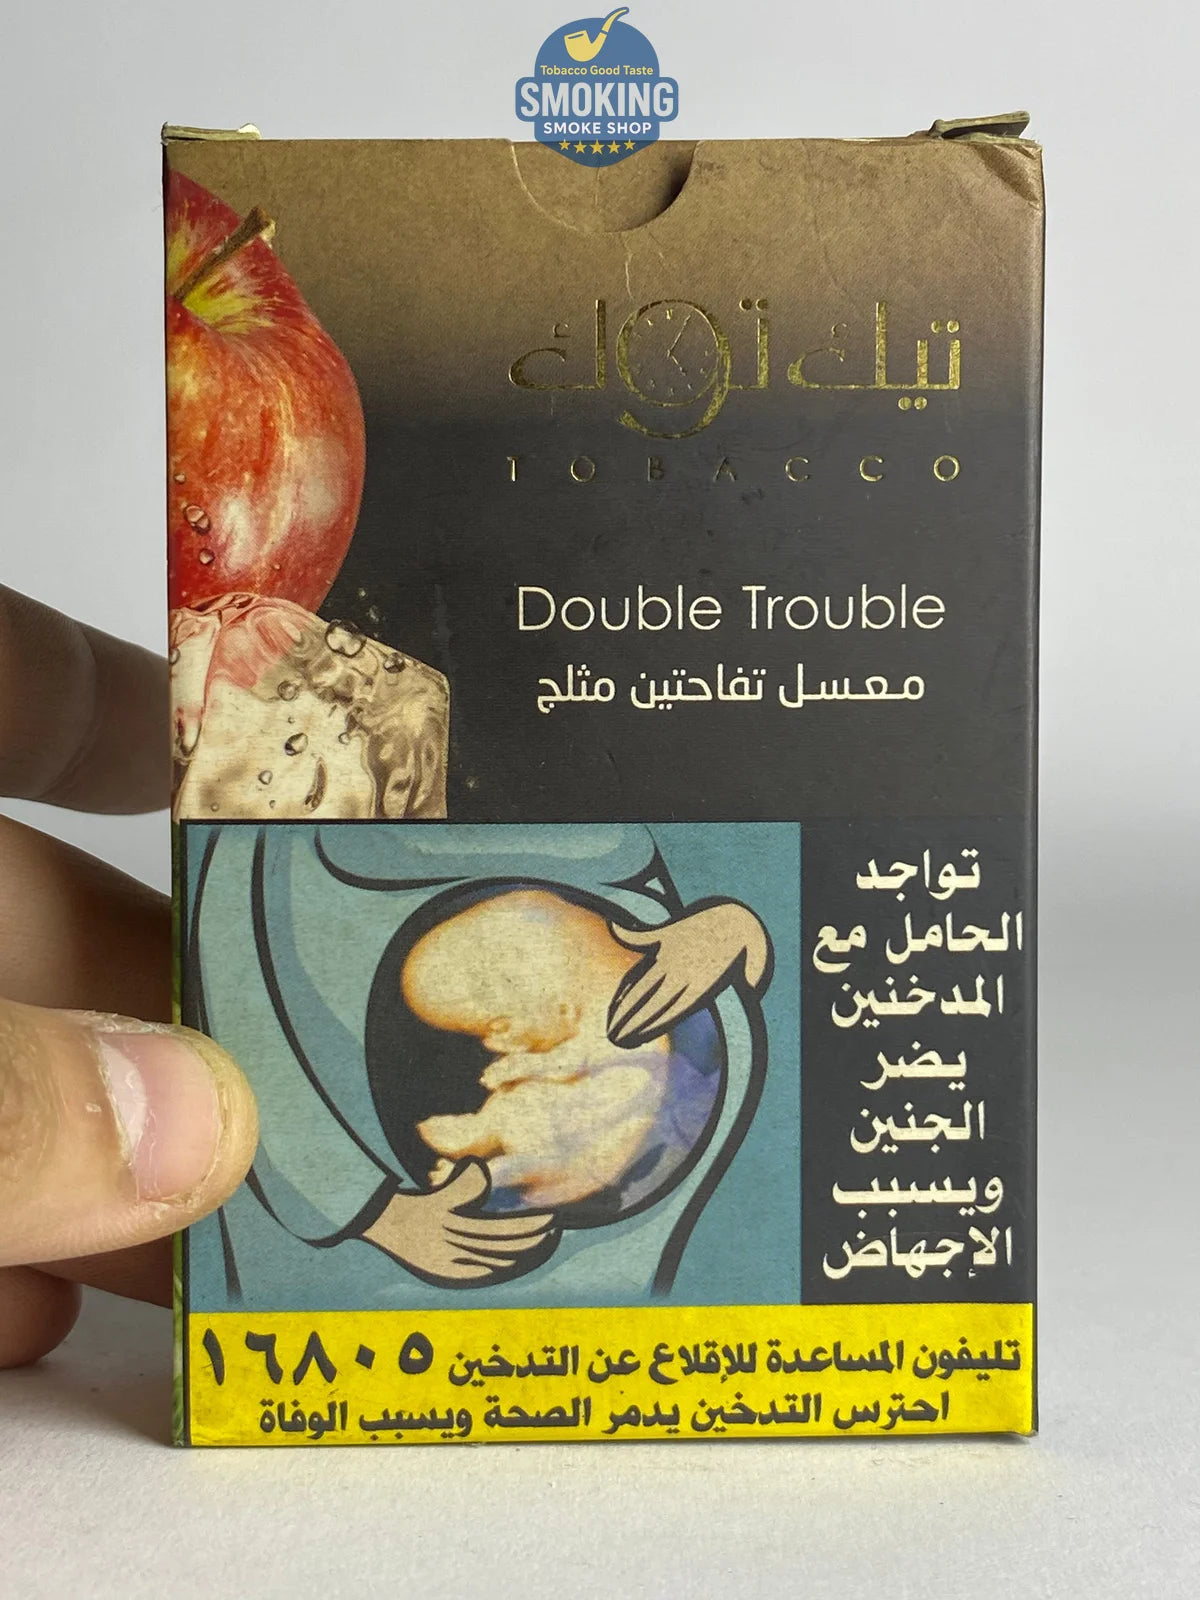 Tobacco Good Taste
SMOKING
SMOKE SHOP
تيك توك
TOBACCO
Double Trouble
معسل تفاحتين مثلج
تواجد
الحامل مع
المدخنين
يضر
الجنين
ويسبب
الإجهاض
تليفون المساعدة للإقلاع عن التدخين ١٦٨٠٥
احترس التدخين يدمر الصحة ويسبب الوفاة